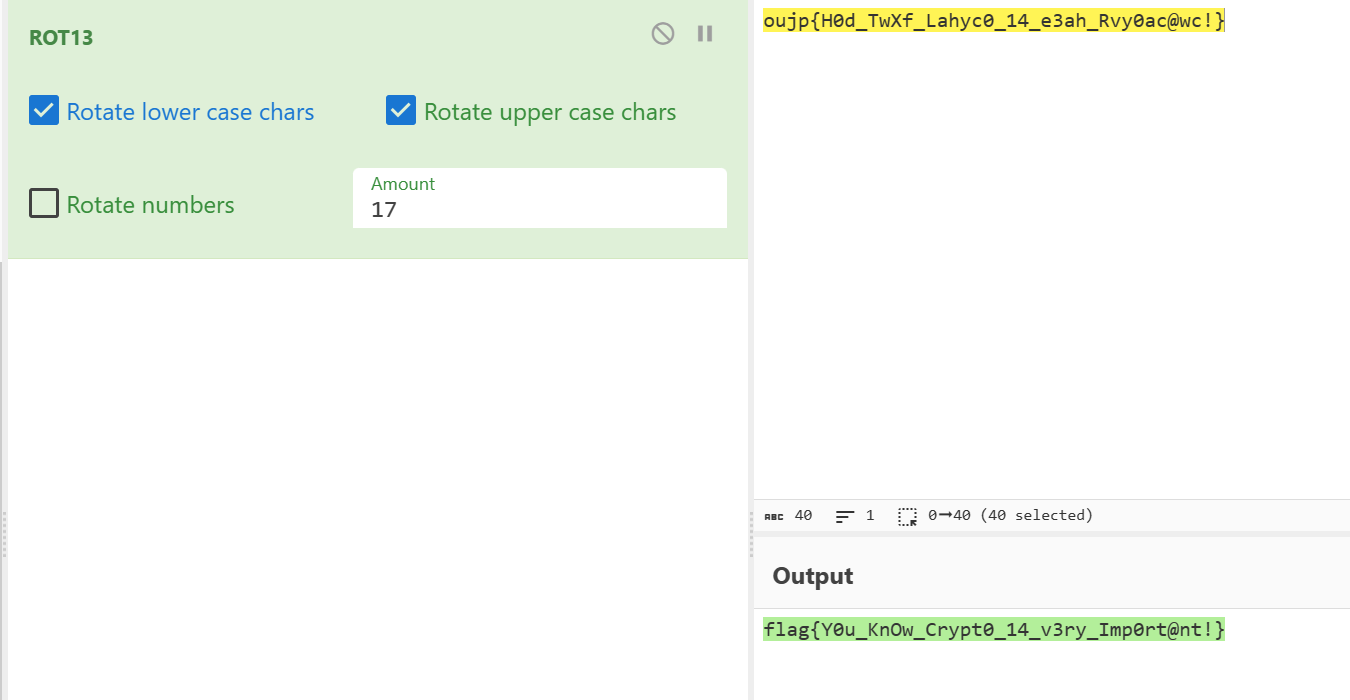 ROT13
Rotate lower case chars
Rotate upper case chars
Rotate numbers
Amount
17
oujp{H0d_TwXf_Lahyc0_14_e3ah_Rvy0ac@wc!}
ABC 40 1 0→40 (40 selected)
Output
flag{Y0u_KnOw_Crypt0_14_v3ry_Imp0rt@nt!}